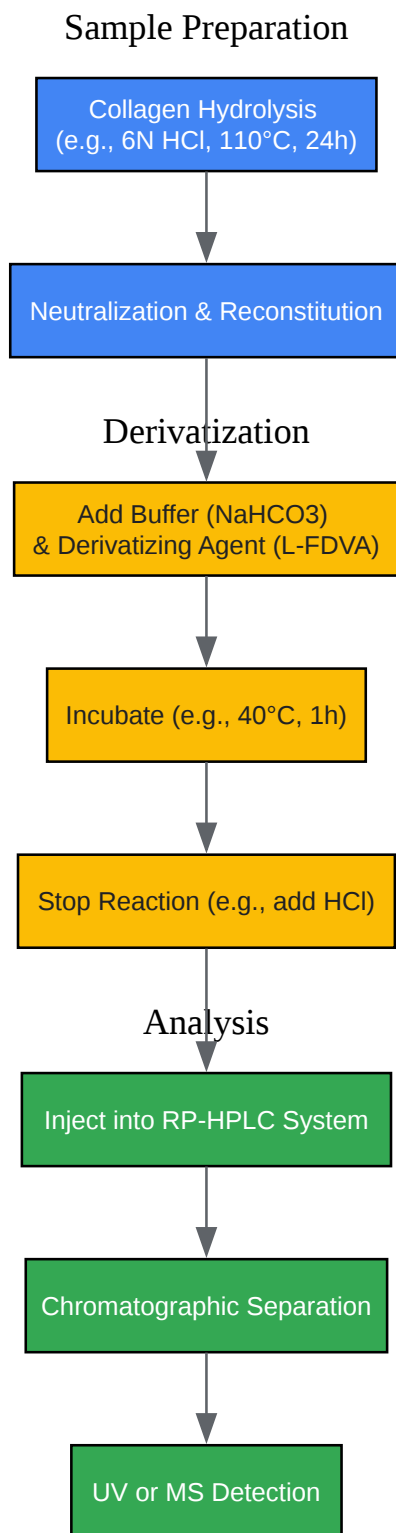 Sample Preparation
Collagen Hydrolysis
(e.g., 6N HCl, 110°C, 24h)
Neutralization & Reconstitution
Derivatization
Add Buffer (NaHCO3)
& Derivatizing Agent (L-FDVA)
Incubate (e.g., 40°C, 1h)
Stop Reaction (e.g., add HCl)
Analysis
Inject into RP-HPLC System
Chromatographic Separation
UV or MS Detection